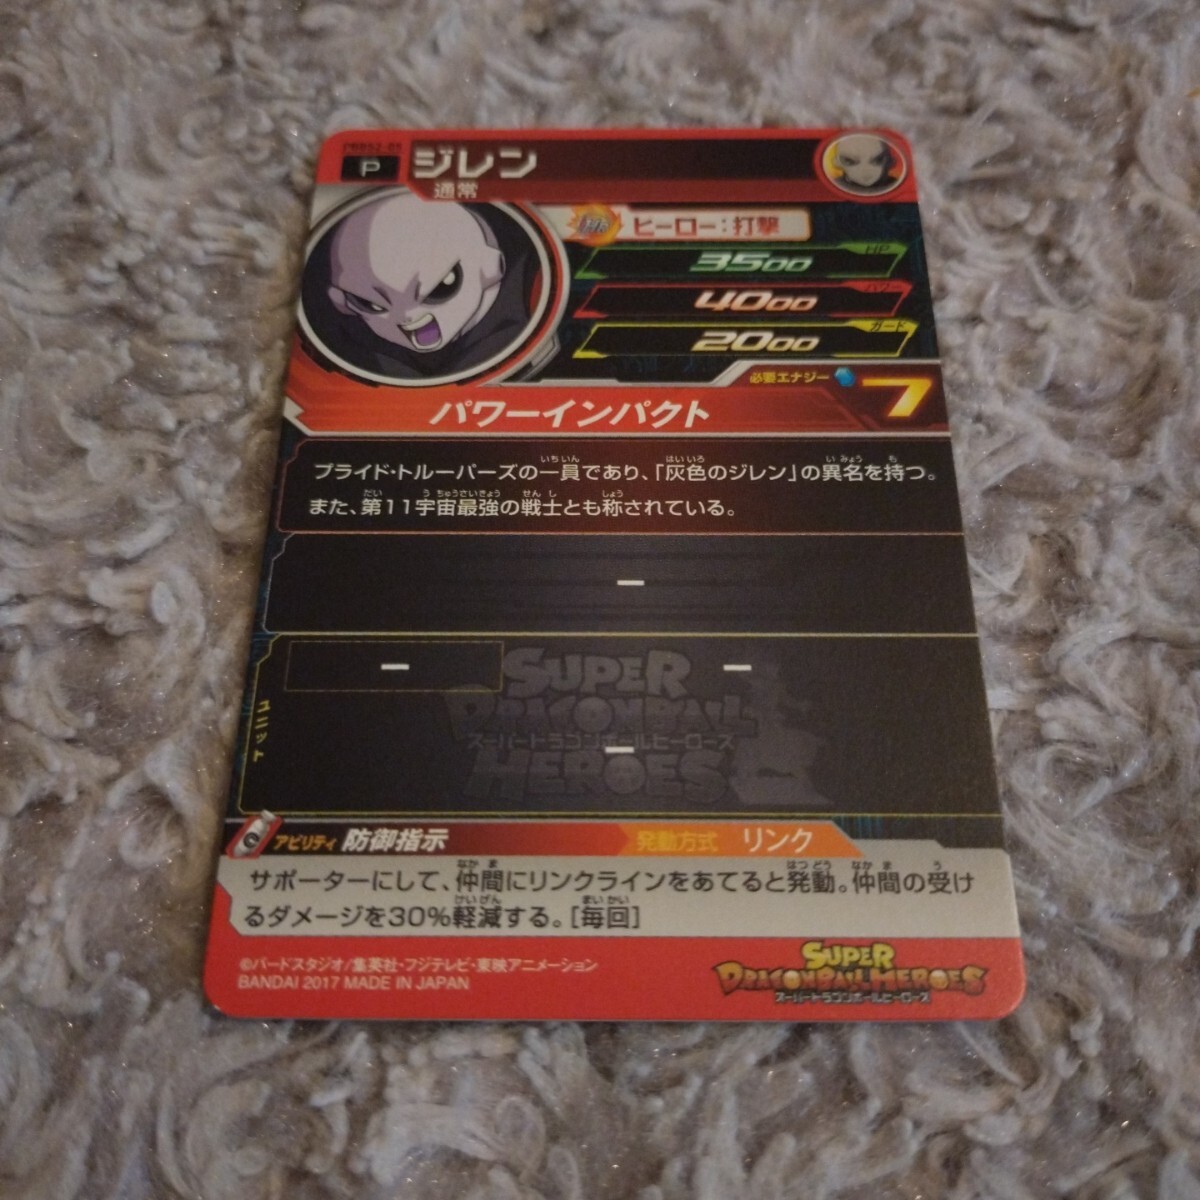 P
ジレン
通常
ヒーロー：打撃
HP
3500
パワー
4000
ガード
2000
必要エナジー
7
パワーインパクト
プライド・トルーパーズの一員であり、「灰色のジレン」の異名を持つ。
また、第11宇宙最強の戦士とも称されている。
ー
ー
ー
SUPER
DRAGONBALL
スーパードラゴンボールヒーローズ
ー
HEROES
ユニット
アビリティ 防御指示 発動方式 リンク
サポーターにして、仲間にリンクラインをあてると発動。仲間の受け
るダメージを30%軽減する。[毎回]
©バードスタジオ/集英社・フジテレビ・東映アニメーション
BANDAI 2017 MADE IN JAPAN
SUPER
DRAGONBALL HEROES
スーパードラゴンボールヒーローズ